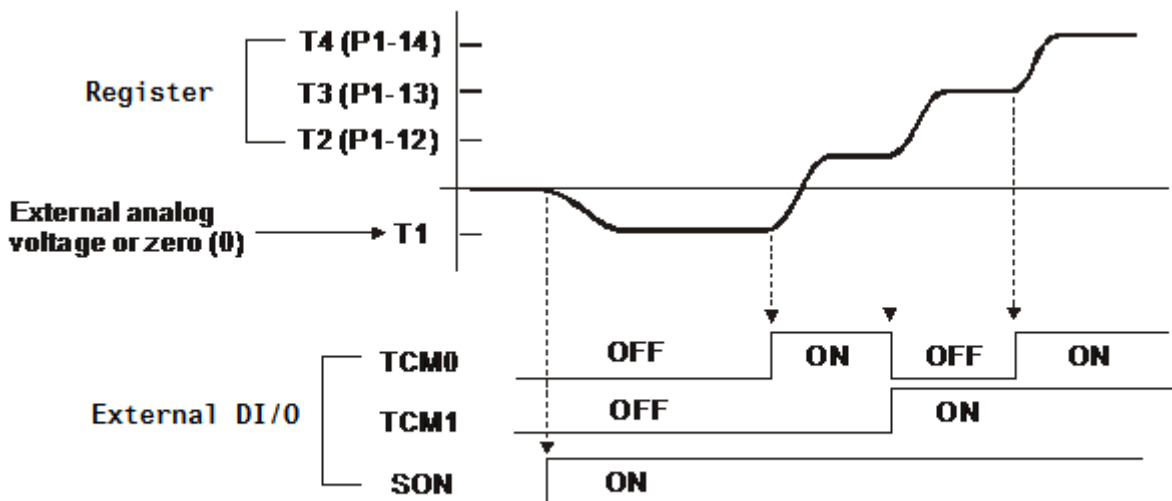 T4 (P1-14)
Register
T3 (P1-13)
T2 (P1-12)
External analog
voltage or zero (0)
T1
External DI/O
TCM0
OFF
ON
OFF
ON
TCM1
OFF
ON
SON
ON